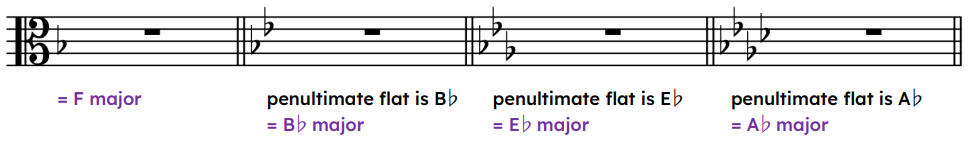 = F major
penultimate flat is B♭
= B♭ major
penultimate flat is E♭
= E♭ major
penultimate flat is A♭
= A♭ major